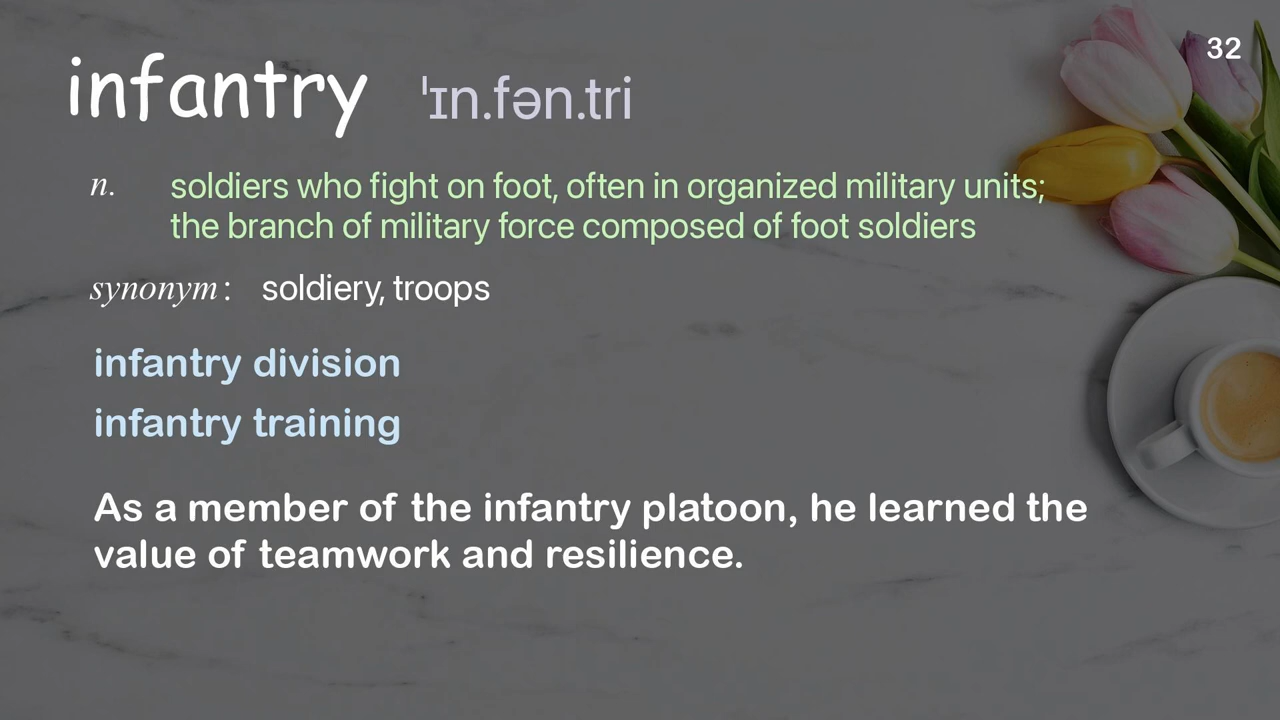 32
infantry ˈɪn.fən.tri
n. soldiers who fight on foot, often in organized military units;
the branch of military force composed of foot soldiers
synonym: soldiery, troops
infantry division
infantry training
As a member of the infantry platoon, he learned the
value of teamwork and resilience.